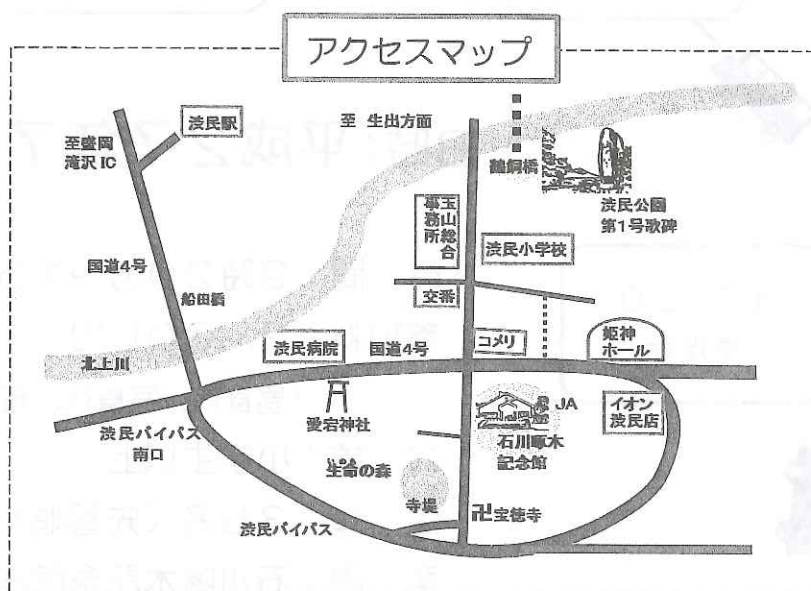 アクセスマップ
渋民駅
至盛岡
滝沢IC
至 生出方面
鵜飼橋
渋民公園
第1号歌碑
玉山総合
事務所
渋民小学校
国道4号
船田橋
交番
北上川
渋民病院
国道4号
コメリ
姫神
ホール
渋民バイパス
南口
愛宕神社
JA
イオン
渋民店
石川啄木
記念館
生命の森
いのち
寺堤
卍宝徳寺
渋民バイパス